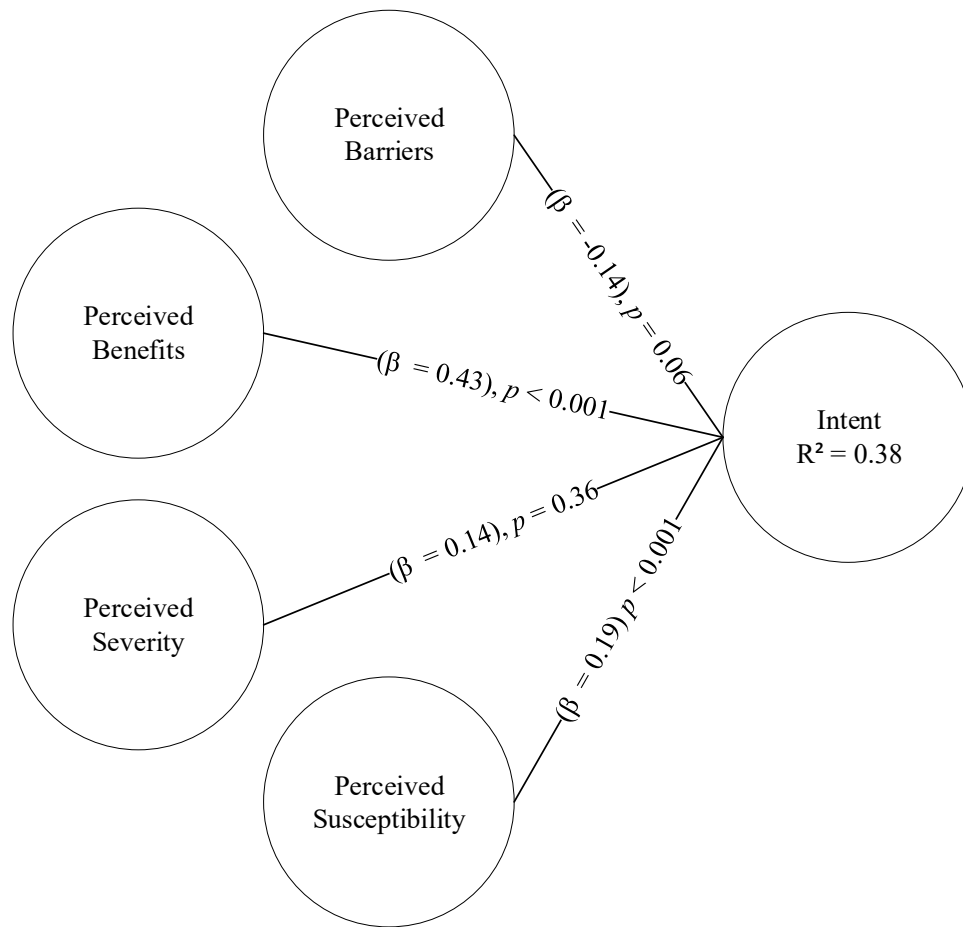 Perceived
Barriers
(β = -0.14), p = 0.06
Perceived
Benefits
(β = 0.43), p < 0.001
Intent
R² = 0.38
(β = 0.14), p = 0.36
Perceived
Severity
(β = 0.19) p < 0.001
Perceived
Susceptibility